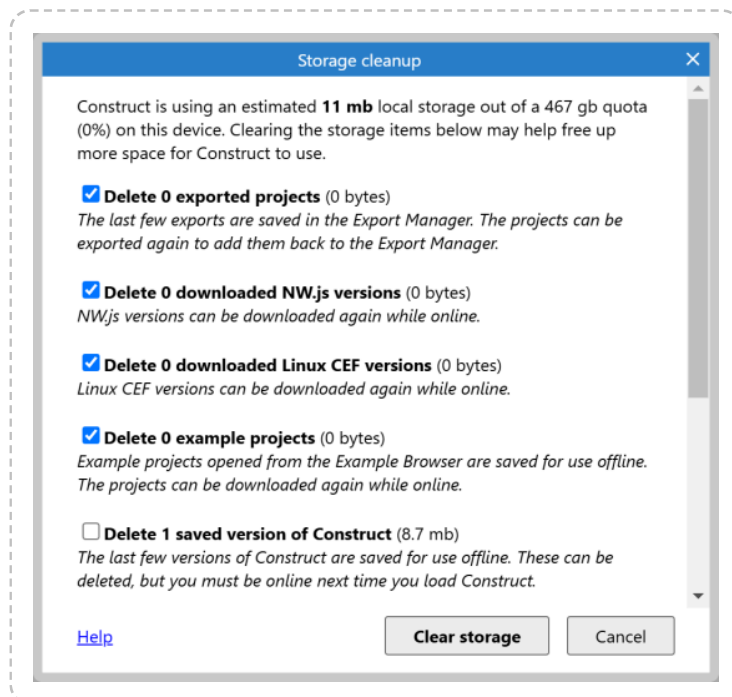 Storage cleanup
Construct is using an estimated 11 mb local storage out of a 467 gb quota
(0%) on this device. Clearing the storage items below may help free up
more space for Construct to use.
Delete 0 exported projects (0 bytes)
The last few exports are saved in the Export Manager. The projects can be
exported again to add them back to the Export Manager.
Delete 0 downloaded NW.js versions (0 bytes)
NW.js versions can be downloaded again while online.
Delete 0 downloaded Linux CEF versions (0 bytes)
Linux CEF versions can be downloaded again while online.
Delete 0 example projects (0 bytes)
Example projects opened from the Example Browser are saved for use offline.
The projects can be downloaded again while online.
Delete 1 saved version of Construct (8.7 mb)
The last few versions of Construct are saved for use offline. These can be
deleted, but you must be online next time you load Construct.
Help
Clear storage
Cancel